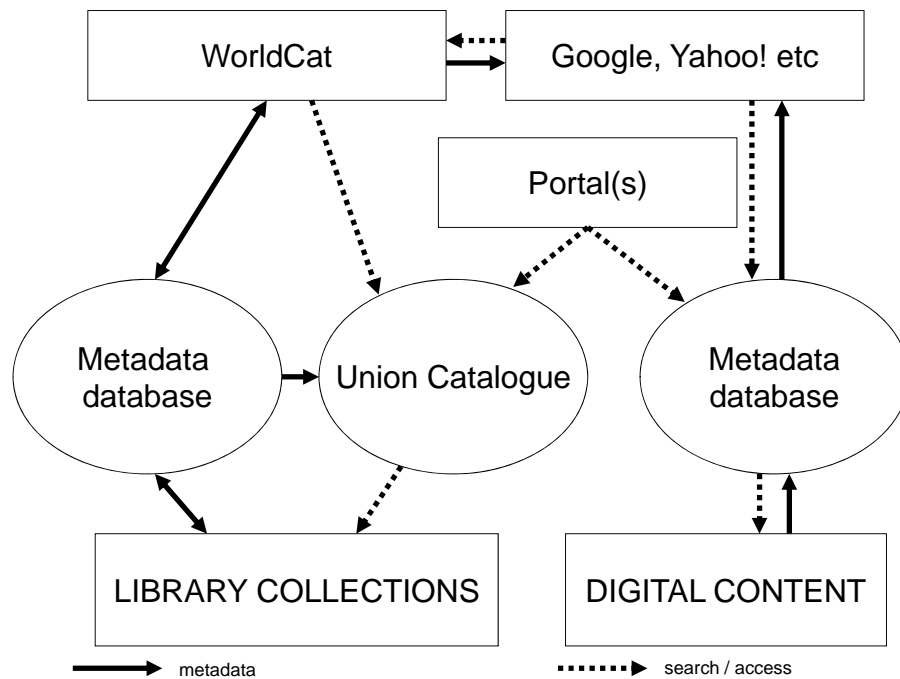 WorldCat
Google, Yahoo! etc
Portal(s)
Metadata
database
Union Catalogue
Metadata
database
LIBRARY COLLECTIONS
DIGITAL CONTENT
metadata
search / access